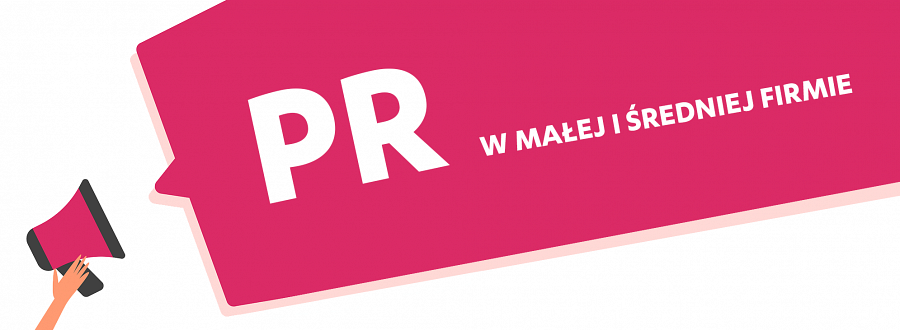 PR
W MAŁEJ I ŚREDNIEJ FIRMIE